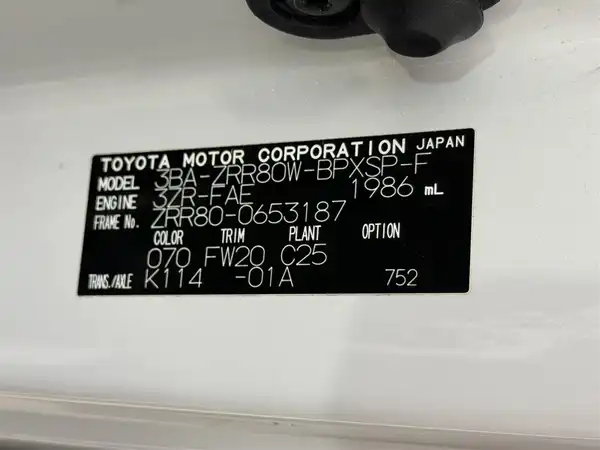 TOYOTA MOTOR CORPORATION JAPAN
MODEL 3BA-ZRR80W-BPXSP-F
ENGINE 3ZR-FAE 1986 mL
FRAME No. ZRR80-0653187
COLOR TRIM PLANT OPTION
070 FW20 C25
TRANS./AXLE K114 -01A 752